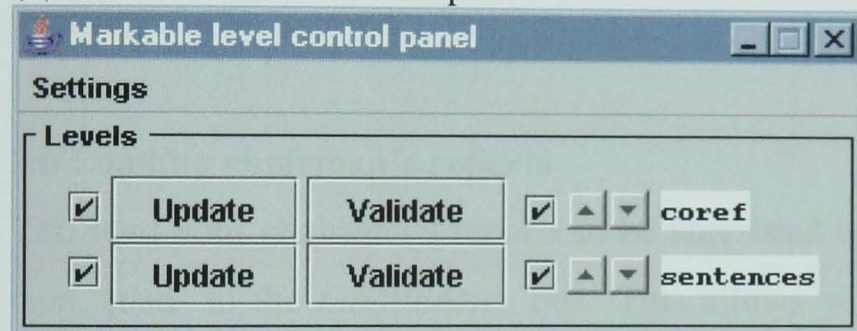 Markable level control panel
Settings
Levels
Update Validate coref
Update Validate sentences